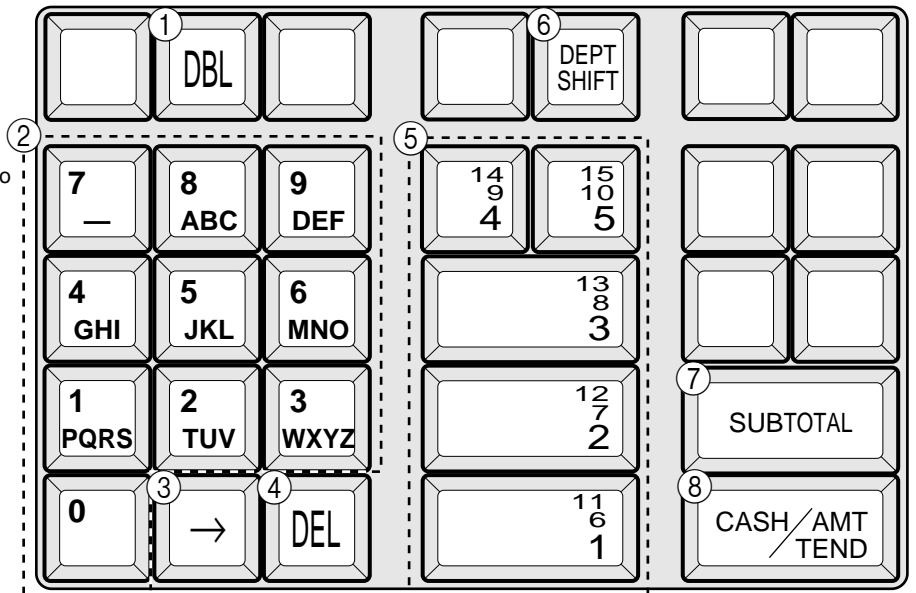 ① ⑥
DBL DEPT
SHIFT
② ⑤
o
7 8 9 14 15
— ABC DEF 9 10
4 5
4 5 6 13
GHI JKL MNO 8
3
⑦
1 2 3 12
PQRS TUV WXYZ 7
2
SUBTOTAL
③ ④ ⑧
0 → DEL 11
6
1
CASH/AMT
TEND